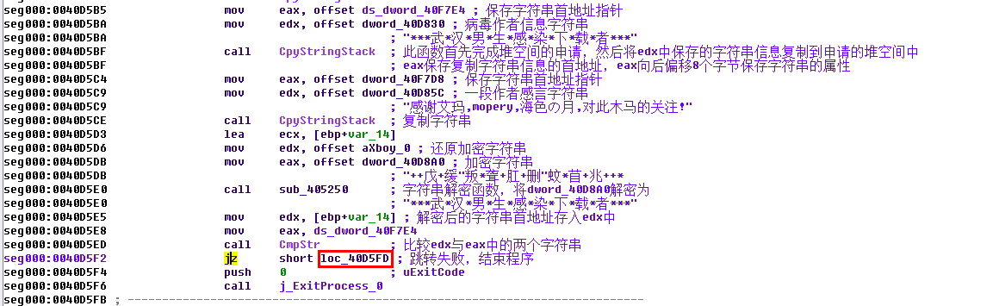 seg000:0040D5B5 mov eax, offset ds_dword_40F7E4 ; 保存字符串首地址指针
seg000:0040D5BA mov edx, offset dword_40D830 ; 病毒作者信息字符串
seg000:0040D5BA ; "***武*汉*男*生*感*染*下*载*者***"
seg000:0040D5BF call CpyStringStack ; 此函数首先完成堆空间的申请，然后将edx中保存的字符串信息复制到申请的堆空间中
seg000:0040D5BF ; eax保存复制字符串信息的首地址，eax向后偏移8个字节保存字符串的属性
seg000:0040D5C4 mov eax, offset dword_40F7D8 ; 保存字符串首地址指针
seg000:0040D5C9 mov edx, offset dword_40D85C ; 一段作者感言字符串
seg000:0040D5C9 ; "感谢艾玛,mopery,海色の月,对此木马的关注!"
seg000:0040D5CE call CpyStringStack ; 复制字符串
seg000:0040D5D3 lea ecx, [ebp+var_14]
seg000:0040D5D6 mov edx, offset aXboy_0 ; 还原加密字符串
seg000:0040D5DB mov eax, offset dword_40D8A0 ; 加密字符串
seg000:0040D5DB ; "++戊+缓"叛*聋+肛+删"蚊*苜+兆+++
seg000:0040D5E0 call sub_405250 ; 字符串解密函数，将dword_40D8A0解密为
seg000:0040D5E0 ; "***武*汉*男*生*感*染*下*载*者***"
seg000:0040D5E5 mov edx, [ebp+var_14] ; 解密后的字符串首地址存入edx中
seg000:0040D5E8 mov eax, ds_dword_40F7E4
seg000:0040D5ED call CmpStr ; 比较edx与eax中的两个字符串
seg000:0040D5F2 jz short loc_40D5FD ; 跳转失败，结束程序
seg000:0040D5F4 push 0 ; uExitCode
seg000:0040D5F6 call j_ExitProcess_0
seg000:0040D5FB ; ---------------------------------------------------------------------------